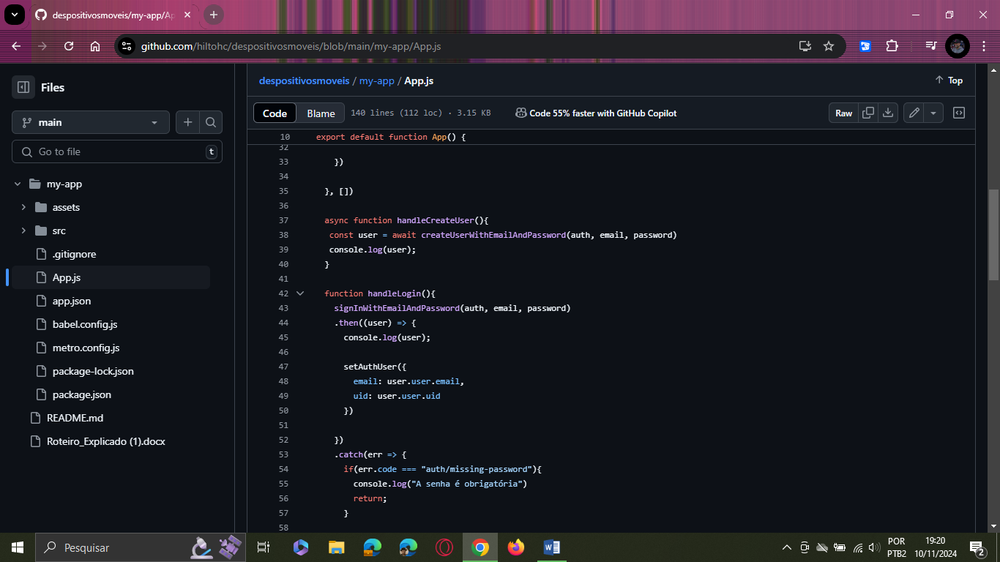 despositivosmoveis/my-app/Ap
github.com/hiltohc/despositivosmoveis/blob/main/my-app/App.js
Files
main
Go to file
t
my-app
assets
src
.gitignore
App.js
app.json
babel.config.js
metro.config.js
package-lock.json
package.json
README.md
Roteiro_Explicado (1).docx
despositivosmoveis / my-app / App.js
Top
Code
Blame
140 lines (112 loc) · 3.15 KB
Code 55% faster with GitHub Copilot
Raw
10 export default function App() {
32
33 })
34
35 }, [])
36
37 async function handleCreateUser(){
38 const user = await createUserWithEmailAndPassword(auth, email, password)
39 console.log(user);
40 }
41
42 function handleLogin(){
43 signInWithEmailAndPassword(auth, email, password)
44 .then((user) => {
45 console.log(user);
46
47 setAuthUser({
48 email: user.user.email,
49 uid: user.user.uid
50 })
51
52 })
53 .catch(err => {
54 if(err.code === "auth/missing-password"){
55 console.log("A senha é obrigatória")
56 return;
57 }
58
Pesquisar
POR
PTB2
19:20
10/11/2024
2